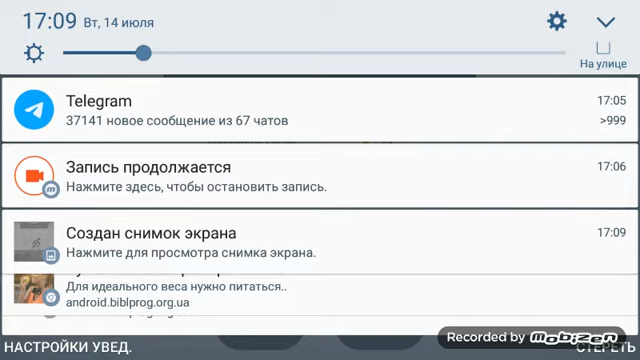 17:09 Вт, 14 июля
На улице
Telegram 17:05
37141 новое сообщение из 67 чатов >999
Запись продолжается 17:06
Нажмите здесь, чтобы остановить запись.
Создан снимок экрана 17:09
Нажмите для просмотра снимка экрана.
Для идеального веса нужно питаться..
android.biblprog.org.ua
Recorded by Mobizen
НАСТРОЙКИ УВЕД. СТЕРЕТЬ